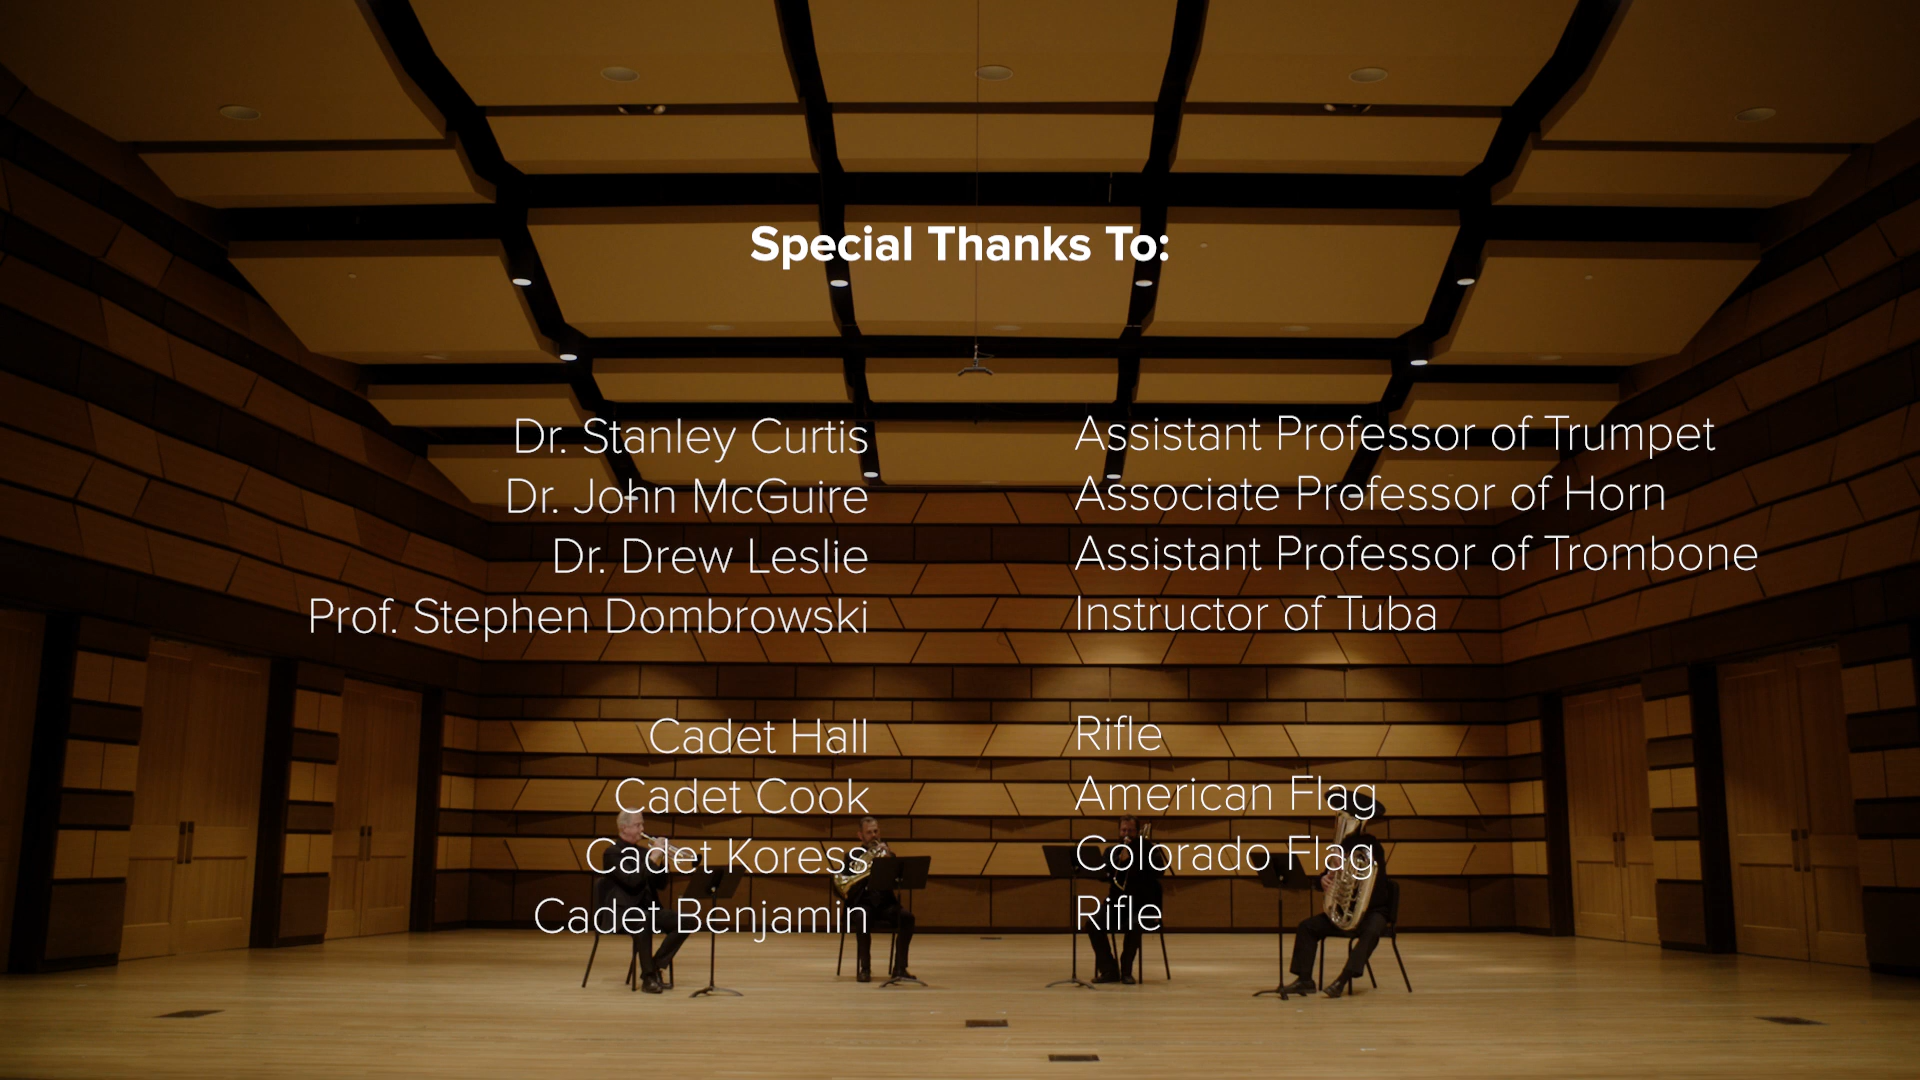 Special Thanks To:
Dr. Stanley Curtis Assistant Professor of Trumpet
Dr. John McGuire Associate Professor of Horn
Dr. Drew Leslie Assistant Professor of Trombone
Prof. Stephen Dombrowski Instructor of Tuba
Cadet Hall Rifle
Cadet Cook American Flag
Cadet Koress Colorado Flag
Cadet Benjamin Rifle